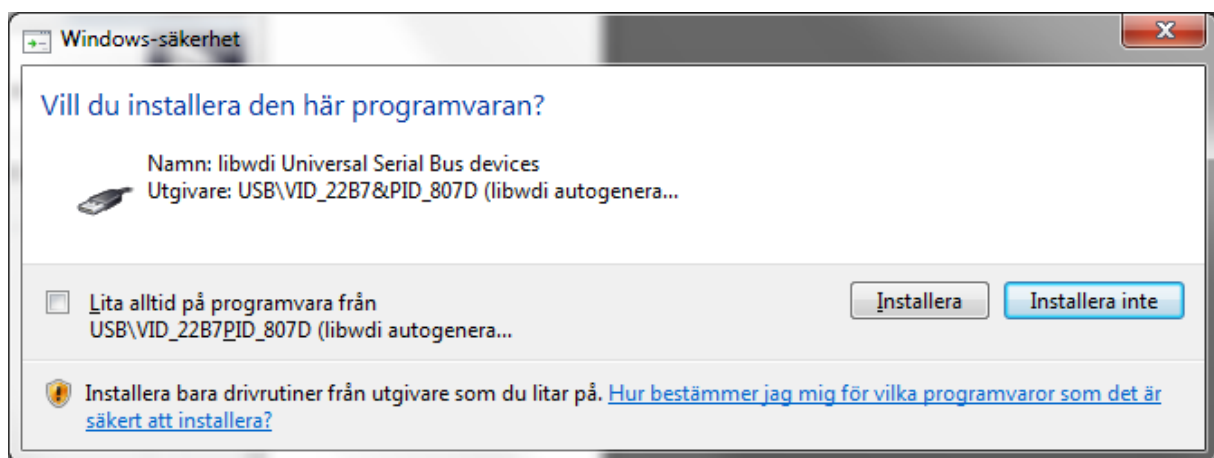 Windows-säkerhet
Vill du installera den här programvaran?
Namn: libwdi Universal Serial Bus devices
Utgivare: USB\VID_22B7&PID_807D (libwdi autogenera...
Lita alltid på programvara från
USB\VID_22B7PID_807D (libwdi autogenera...
Installera
Installera inte
Installera bara drivrutiner från utgivare som du litar på. Hur bestämmer jag mig för vilka programvaror som det är
säkert att installera?